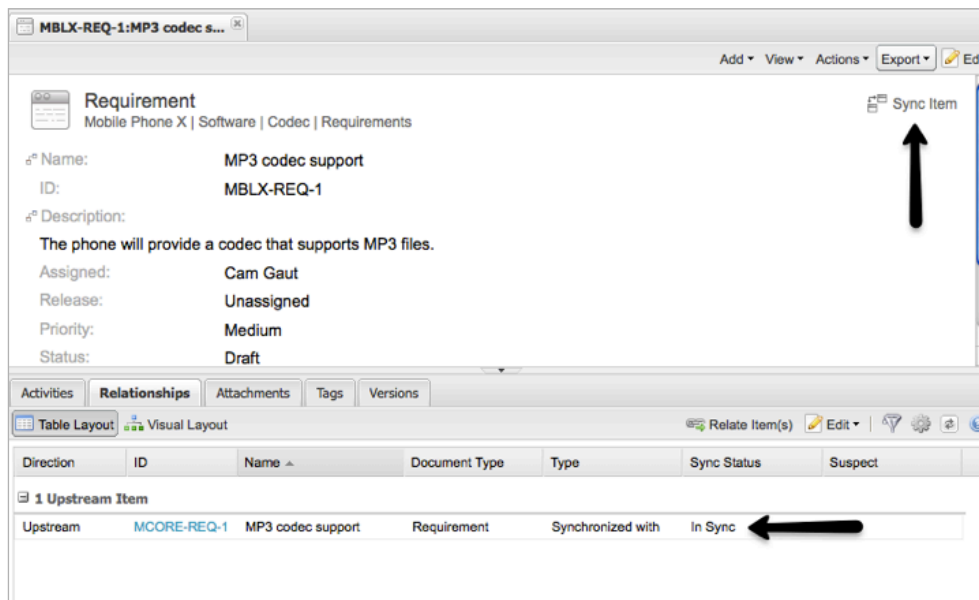 MBLX-REQ-1:MP3 codec s...
Add View Actions Export Ed
Requirement
Sync Item
Mobile Phone X | Software | Codec | Requirements
Name: MP3 codec support
ID: MBLX-REQ-1
Description:
The phone will provide a codec that supports MP3 files.
Assigned: Cam Gaut
Release: Unassigned
Priority: Medium
Status: Draft
Activities Relationships Attachments Tags Versions
Table Layout Visual Layout Relate Item(s) Edit
Direction ID Name Document Type Type Sync Status Suspect
1 Upstream Item
Upstream MCORE-REQ-1 MP3 codec support Requirement Synchronized with In Sync